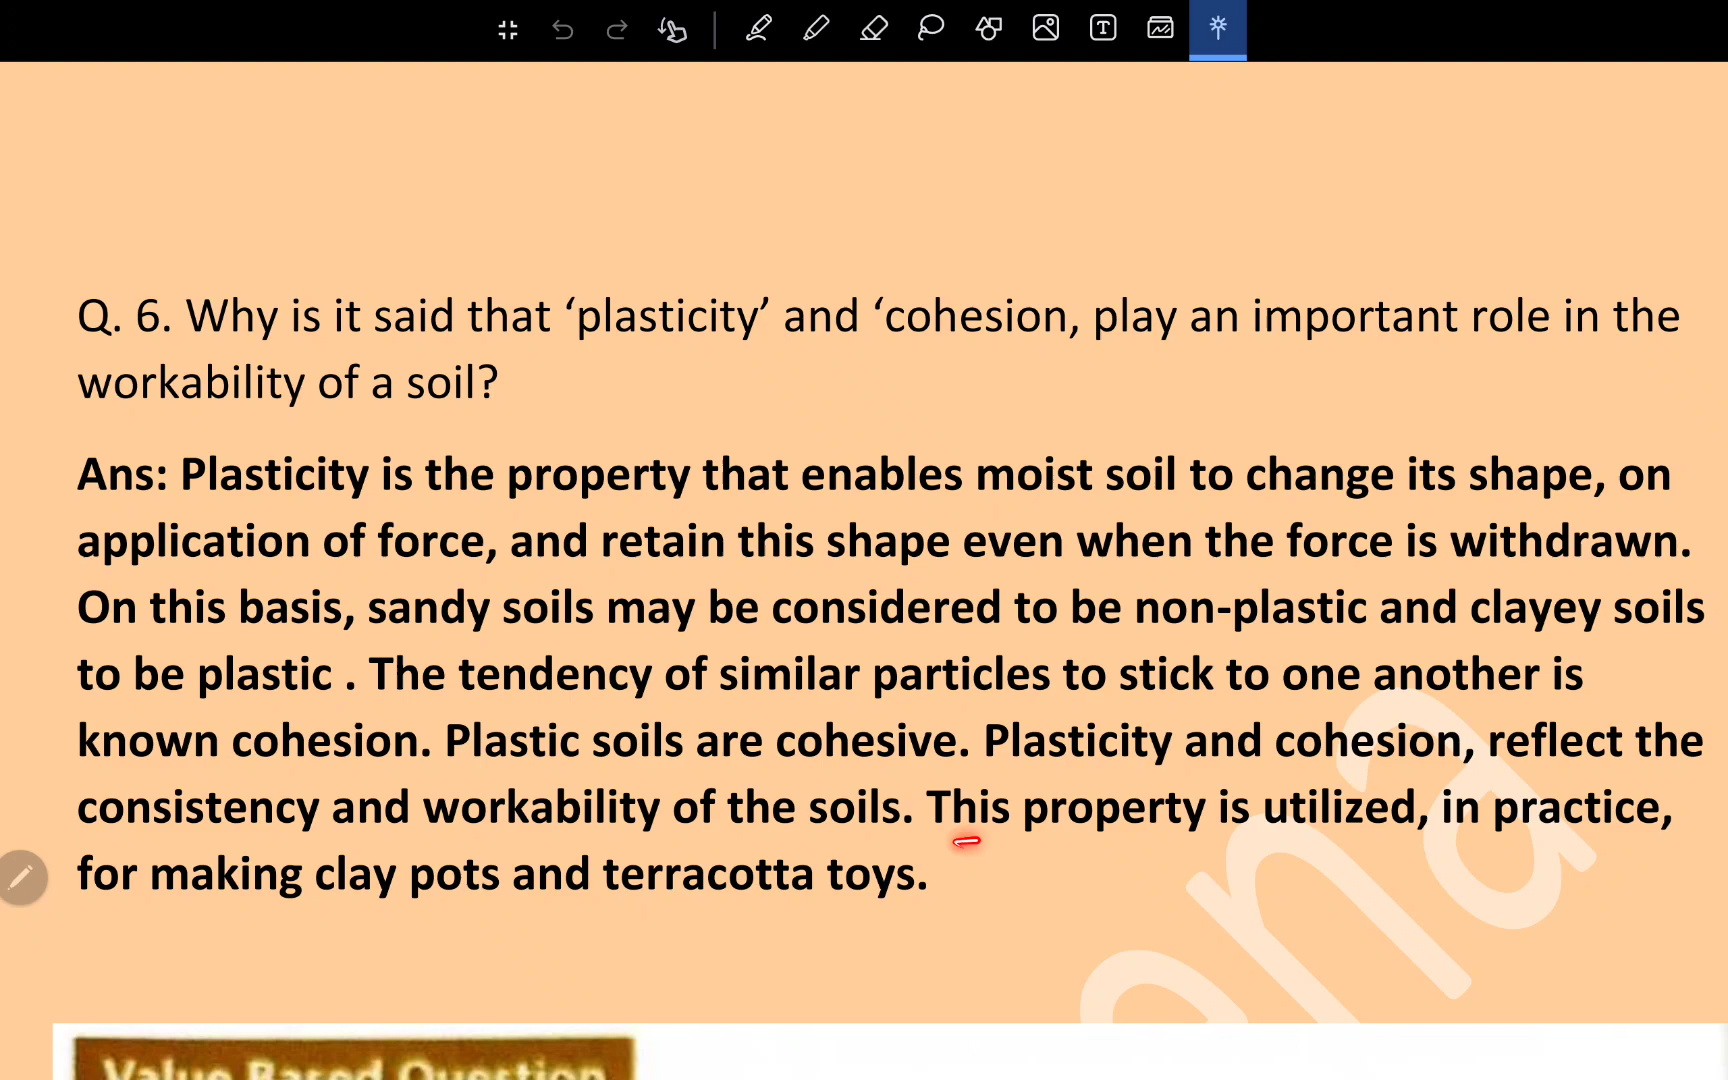 Q. 6. Why is it said that ‘plasticity’ and ‘cohesion, play an important role in the
workability of a soil?
Ans: Plasticity is the property that enables moist soil to change its shape, on
application of force, and retain this shape even when the force is withdrawn.
On this basis, sandy soils may be considered to be non-plastic and clayey soils
to be plastic . The tendency of similar particles to stick to one another is
known cohesion. Plastic soils are cohesive. Plasticity and cohesion, reflect the
consistency and workability of the soils. This property is utilized, in practice,
for making clay pots and terracotta toys.
ena
Value Based Question